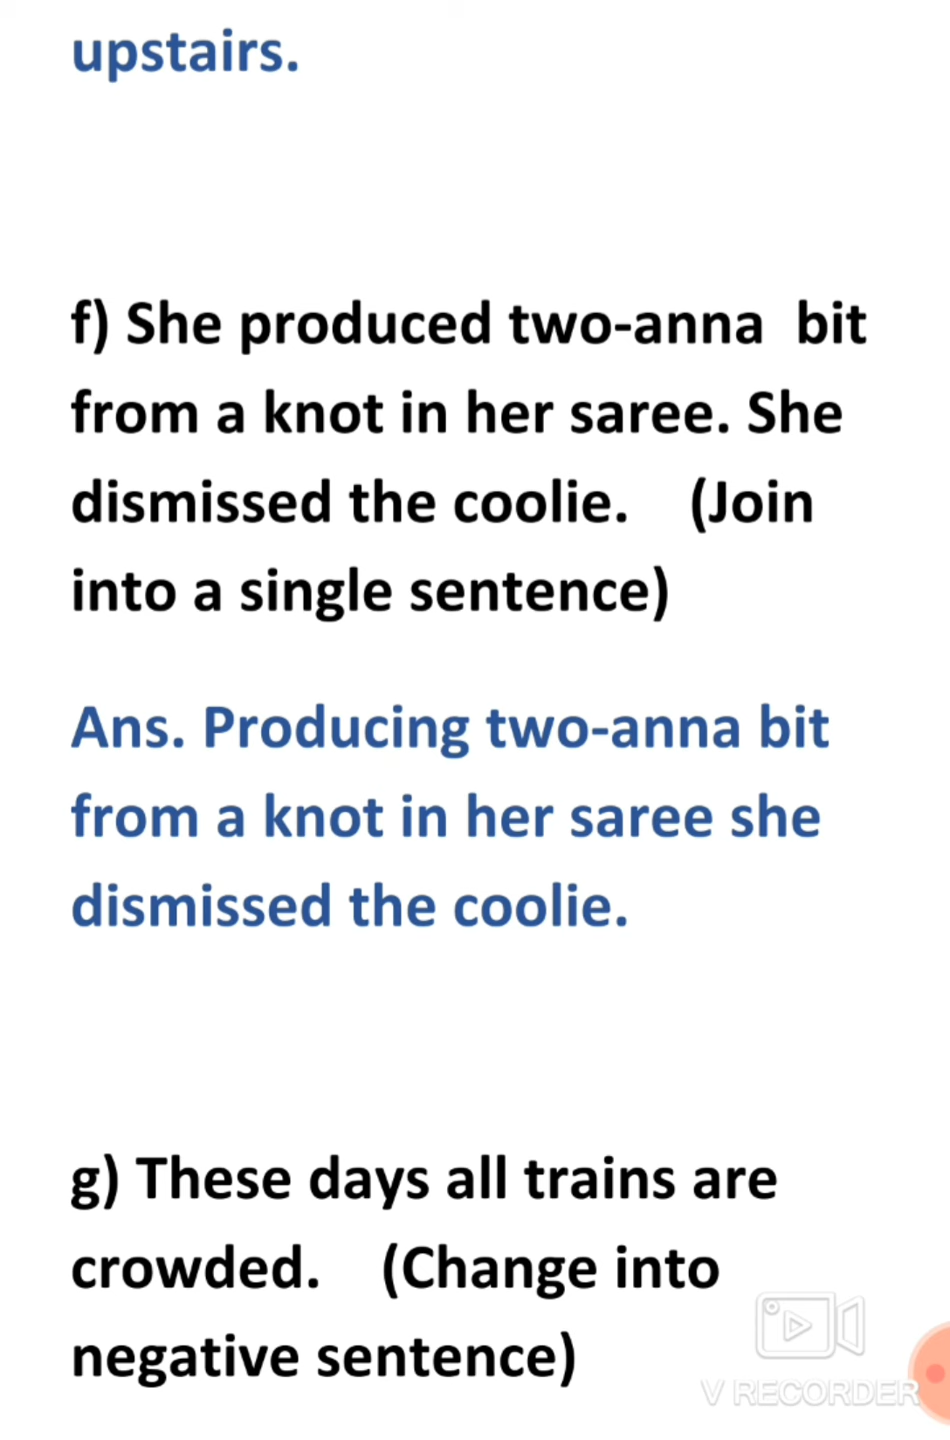 upstairs.
f) She produced two-anna bit
from a knot in her saree. She
dismissed the coolie. (Join
into a single sentence)
Ans. Producing two-anna bit
from a knot in her saree she
dismissed the coolie.
g) These days all trains are
crowded. (Change into
negative sentence)
V RECORDER